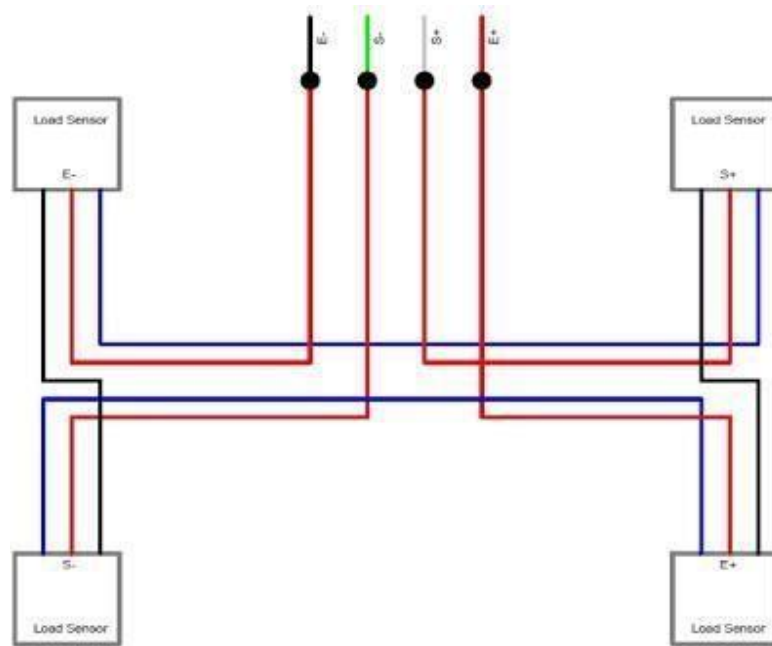 E-
S-
S+
E+
Load Sensor
Load Sensor
E-
S+
S-
E+
Load Sensor
Load Sensor